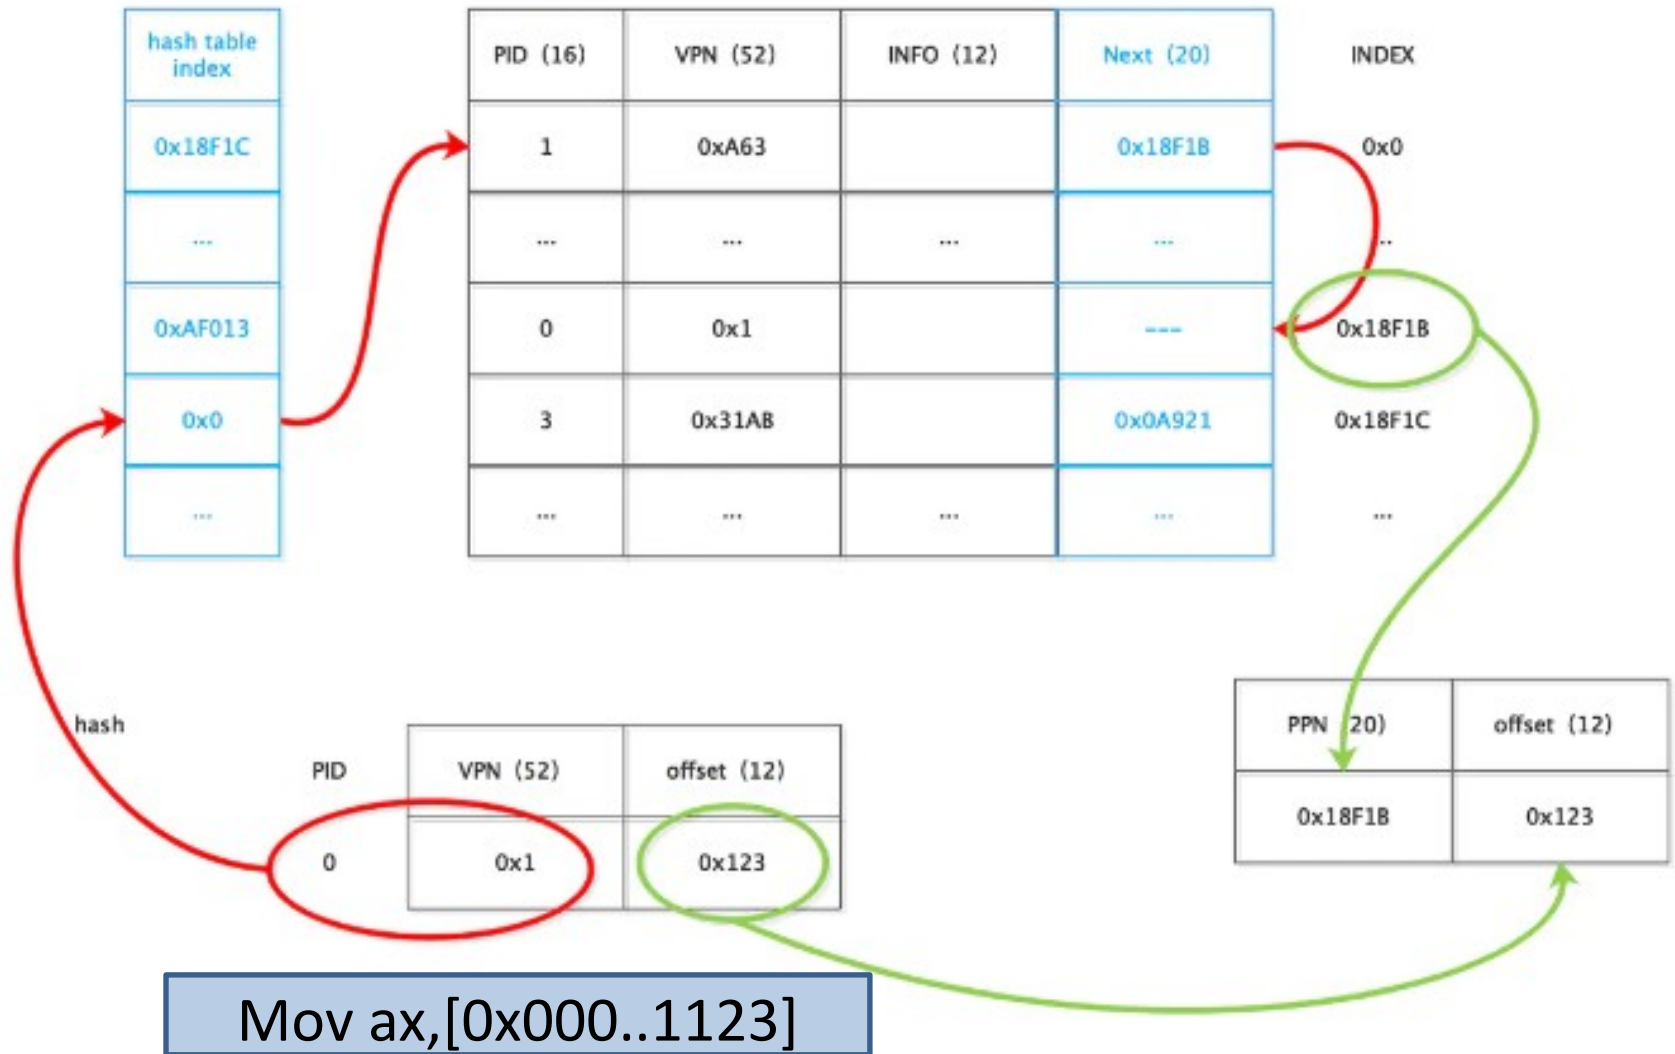 hash table
index
0x18F1C
...
0xAF013
0x0
...
PID (16) VPN (52) INFO (12) Next (20) INDEX
1 0xA63 0x18F1B 0x0
... ... ... ... ..
0 0x1 --- 0x18F1B
3 0x31AB 0x0A921 0x18F1C
... ... ... ... ...
hash
PID VPN (52) offset (12)
0 0x1 0x123
PPN (20) offset (12)
0x18F1B 0x123
Mov ax,[0x000..1123]